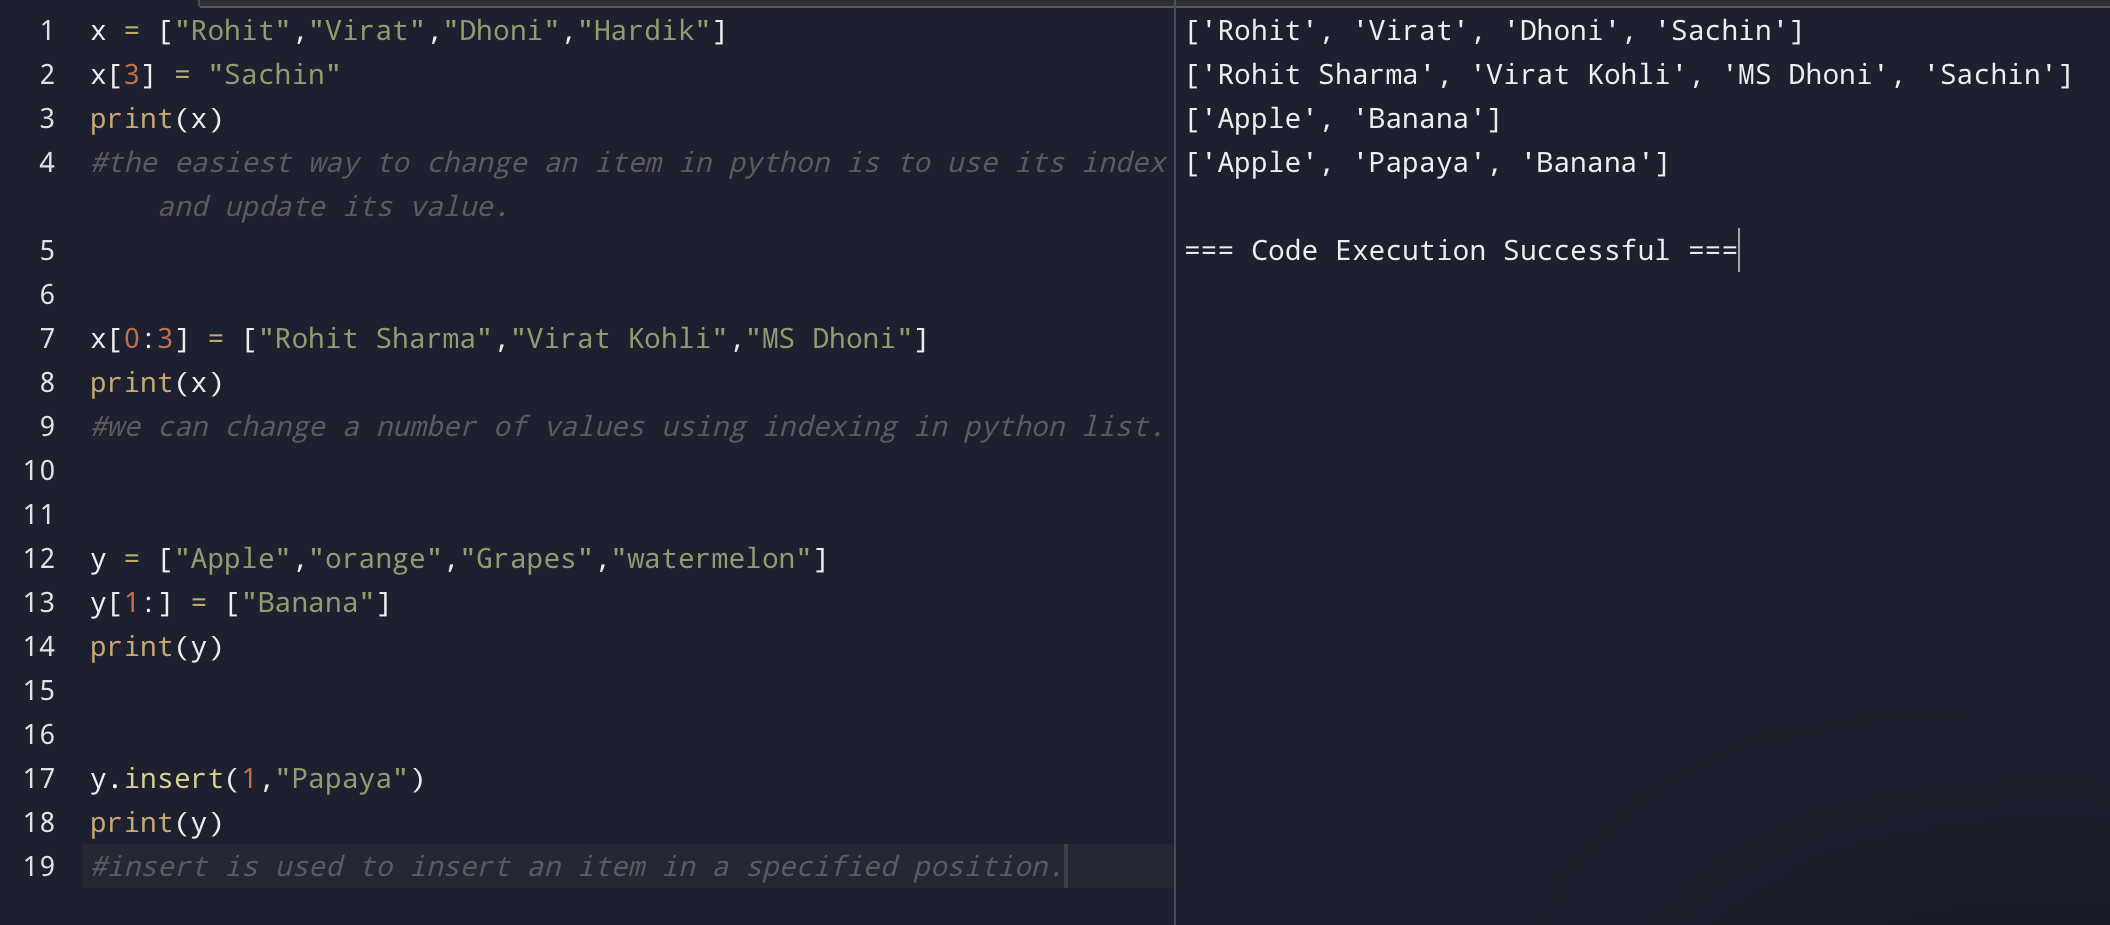 1 x = ["Rohit","Virat","Dhoni","Hardik"]
2 x[3] = "Sachin"
3 print(x)
4 #the easiest way to change an item in python is to use its index
and update its value.
5
6
7 x[0:3] = ["Rohit Sharma","Virat Kohli","MS Dhoni"]
8 print(x)
9 #we can change a number of values using indexing in python list.
10
11
12 y = ["Apple","orange","Grapes","watermelon"]
13 y[1:] = ["Banana"]
14 print(y)
15
16
17 y.insert(1,"Papaya")
18 print(y)
19 #insert is used to insert an item in a specified position.
['Rohit', 'Virat', 'Dhoni', 'Sachin']
['Rohit Sharma', 'Virat Kohli', 'MS Dhoni', 'Sachin']
['Apple', 'Banana']
['Apple', 'Papaya', 'Banana']
=== Code Execution Successful ===